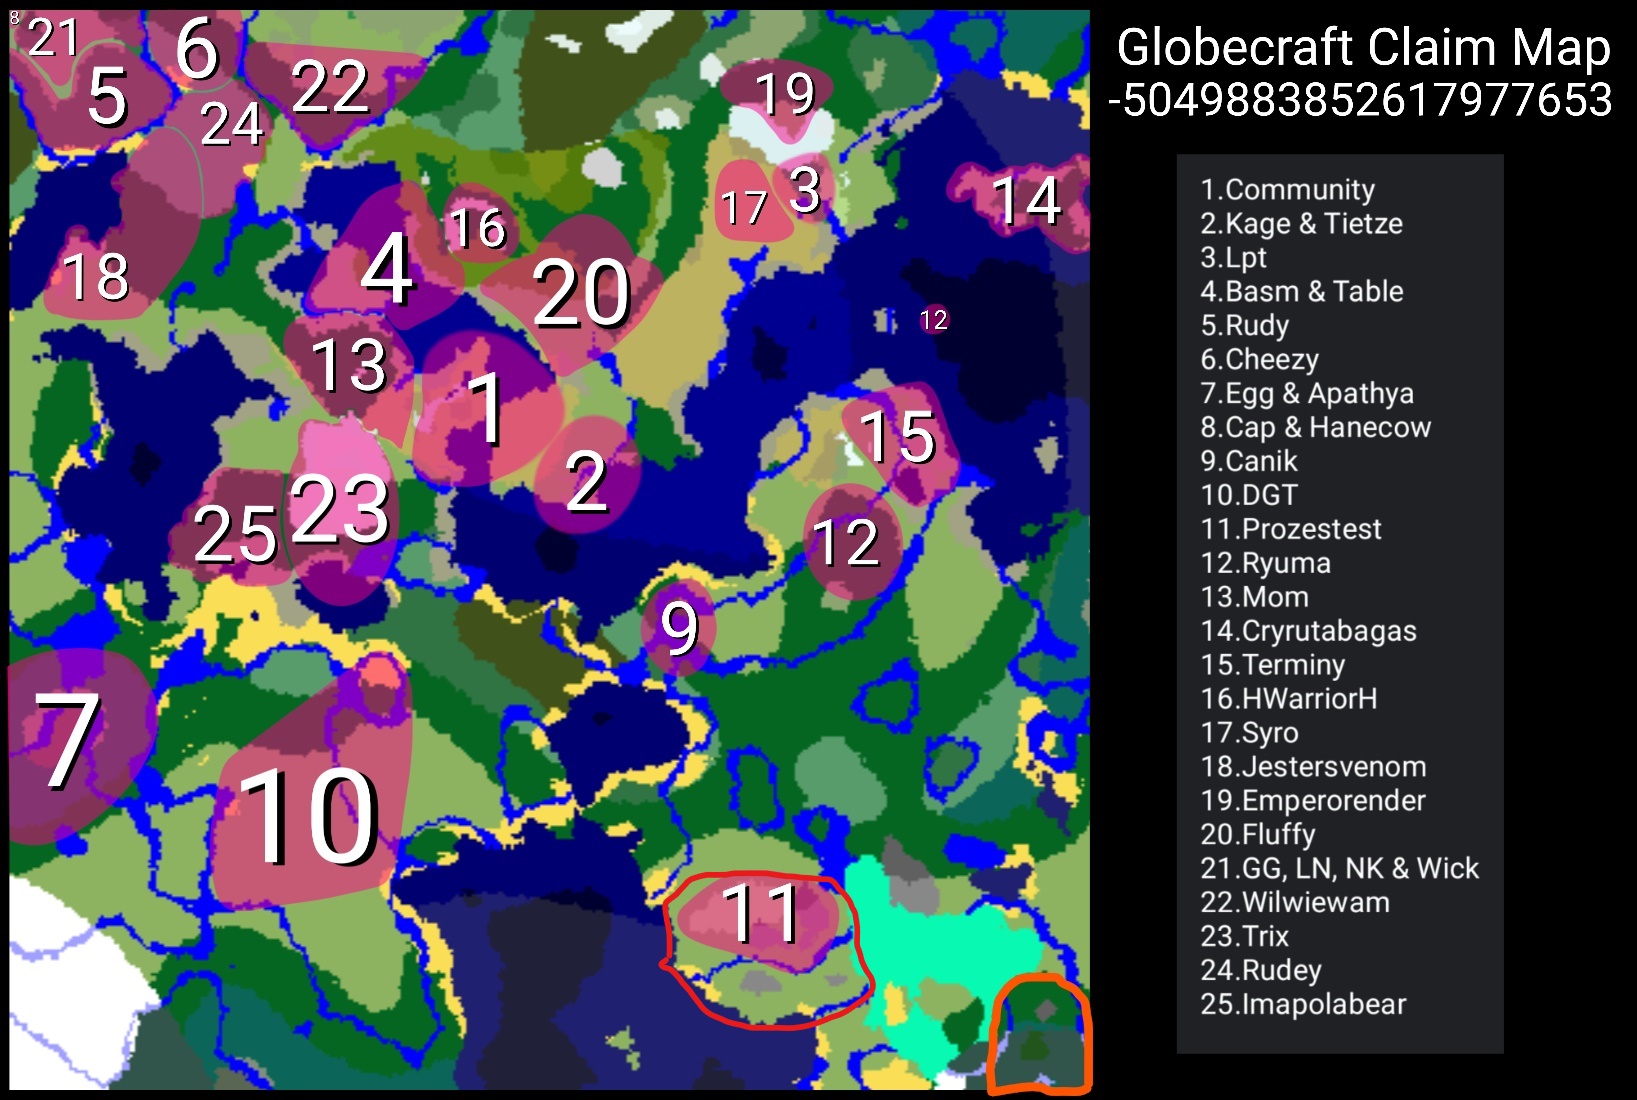 Globecraft Claim Map
-5049883852617977653
1.Community
2.Kage & Tietze
3.Lpt
4.Basm & Table
5.Rudy
6.Cheezy
7.Egg & Apathya
8.Cap & Hanecow
9.Canik
10.DGT
11.Prozestest
12.Ryuma
13.Mom
14.Cryrutabagas
15.Terminy
16.HWarriorH
17.Syro
18.Jestersvenom
19.Emperorender
20.Fluffy
21.GG, LN, NK & Wick
22.Wilwiewam
23.Trix
24.Rudey
25.Imapolabear
8
21
6
5
22
24
19
17
3
14
18
4
16
20
12
13
1
15
2
25
23
12
9
7
10
11